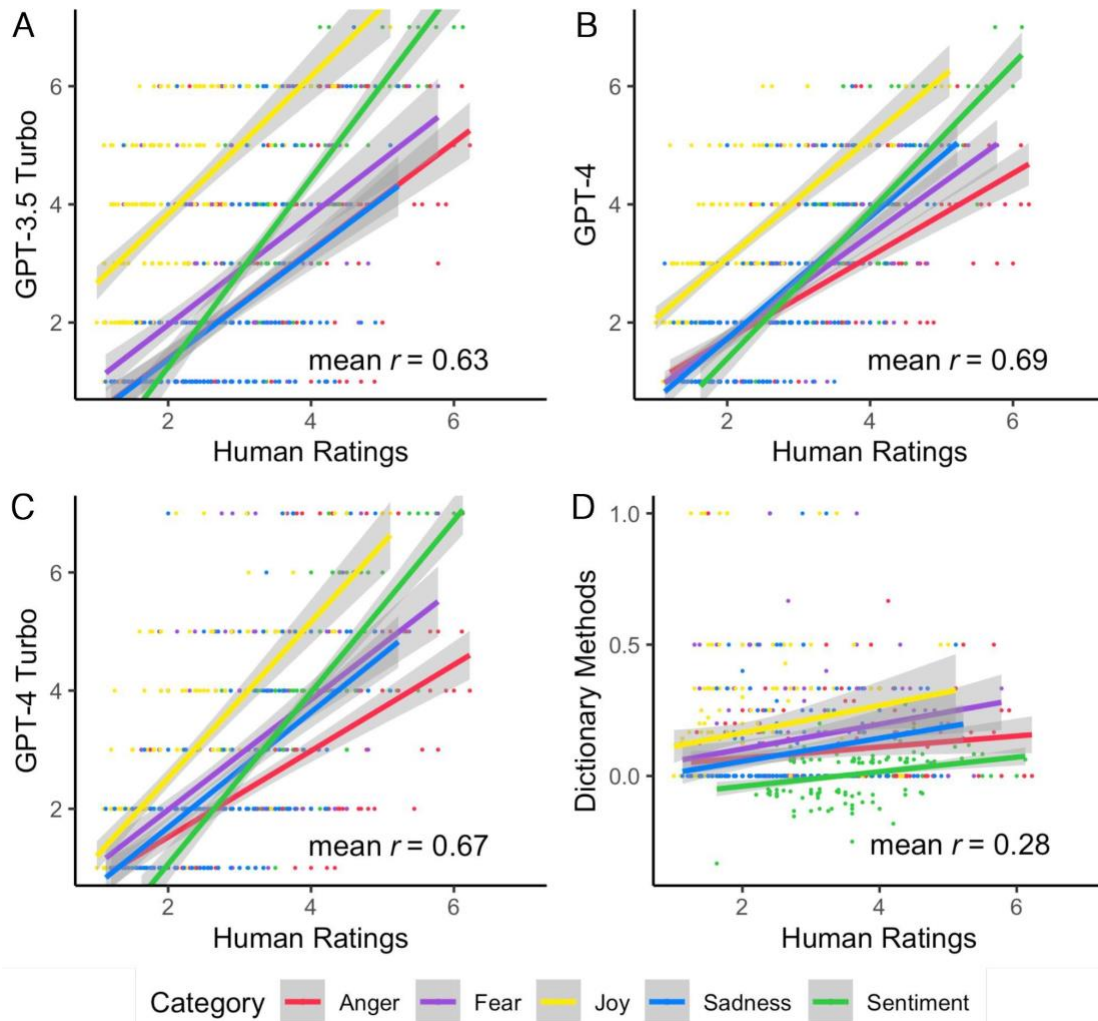 A
GPT-3.5 Turbo
6
4
2
mean r = 0.63
2 4 6
Human Ratings
B
GPT-4
6
4
2
mean r = 0.69
2 4 6
Human Ratings
C
GPT-4 Turbo
6
4
2
mean r = 0.67
2 4 6
Human Ratings
D
Dictionary Methods
1.0
0.5
0.0
mean r = 0.28
2 4 6
Human Ratings
Category Anger Fear Joy Sadness Sentiment